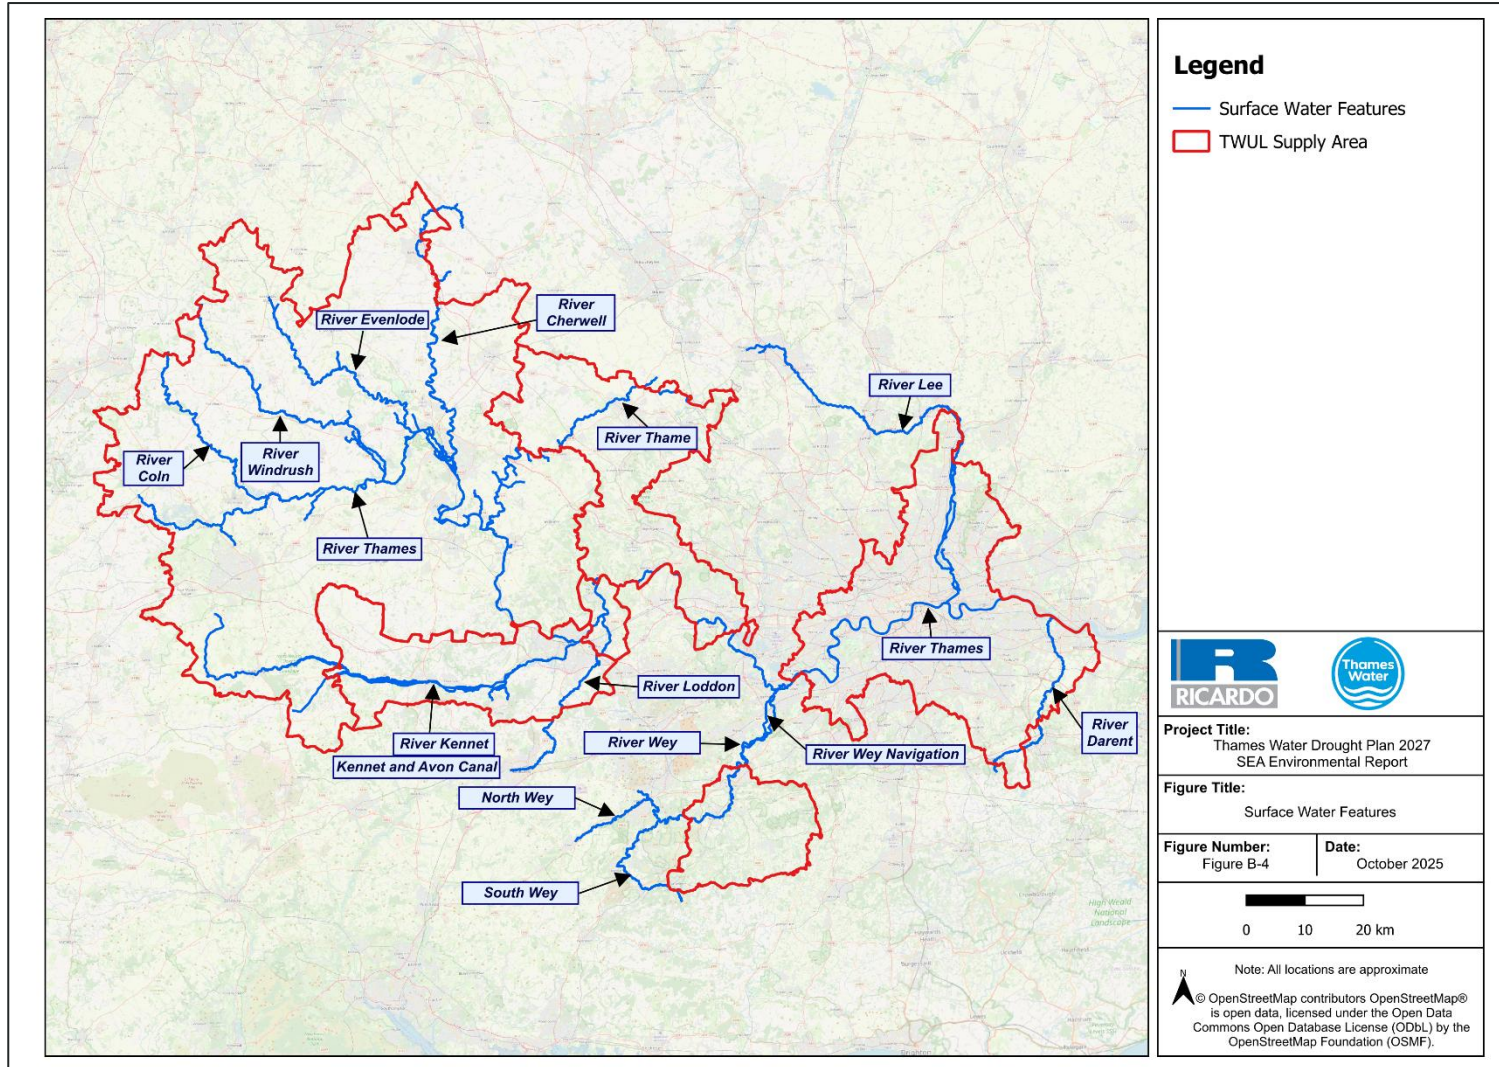 River Evenlode
River
Cherwell
River Lee
River Thame
River
Coln
River
Windrush
River Thames
River Thames
River Loddon
River Wey
River Wey Navigation
River
Darent
River Kennet
Kennet and Avon Canal
North Wey
South Wey
High Weald
National
Landscape
Brighton
Legend
Surface Water Features
TWUL Supply Area
RICARDO
Thames
Water
Project Title:
Thames Water Drought Plan 2027
SEA Environmental Report
Figure Title:
Surface Water Features
Figure Number:
Figure B-4
Date:
October 2025
0 10 20 km
N
Note: All locations are approximate
© OpenStreetMap contributors OpenStreetMap®
is open data, licensed under the Open Data
Commons Open Database License (ODbL) by the
OpenStreetMap Foundation (OSMF).